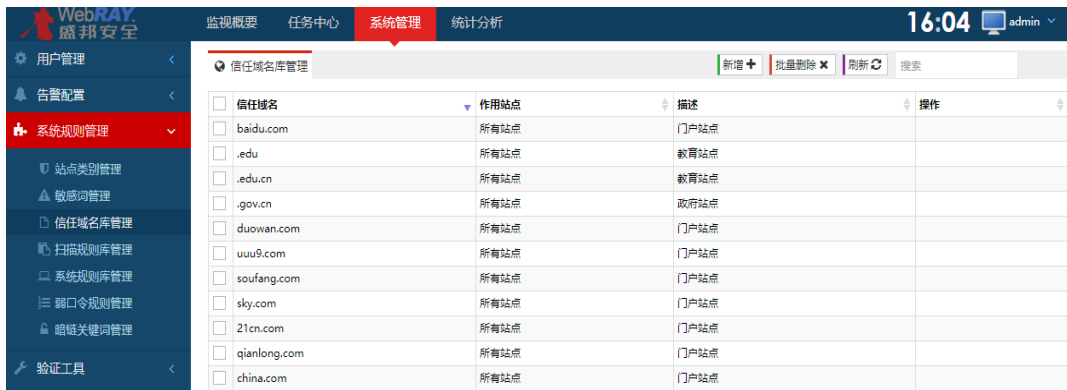 WebRAY.
盛邦安全
监视概要 任务中心 系统管理 统计分析
16:04 admin
用户管理
告警配置
系统规则管理
站点类别管理
敏感词管理
信任域名库管理
扫描规则库管理
系统规则库管理
弱口令规则管理
暗链关键词管理
验证工具
信任域名库管理
新增 批量删除 刷新 搜索
信任域名 作用站点 描述 操作
baidu.com 所有站点 门户站点
.edu 所有站点 教育站点
.edu.cn 所有站点 教育站点
.gov.cn 所有站点 政府站点
duowan.com 所有站点 门户站点
uuu9.com 所有站点 门户站点
soufang.com 所有站点 门户站点
sky.com 所有站点 门户站点
21cn.com 所有站点 门户站点
qianlong.com 所有站点 门户站点
china.com 所有站点 门户站点